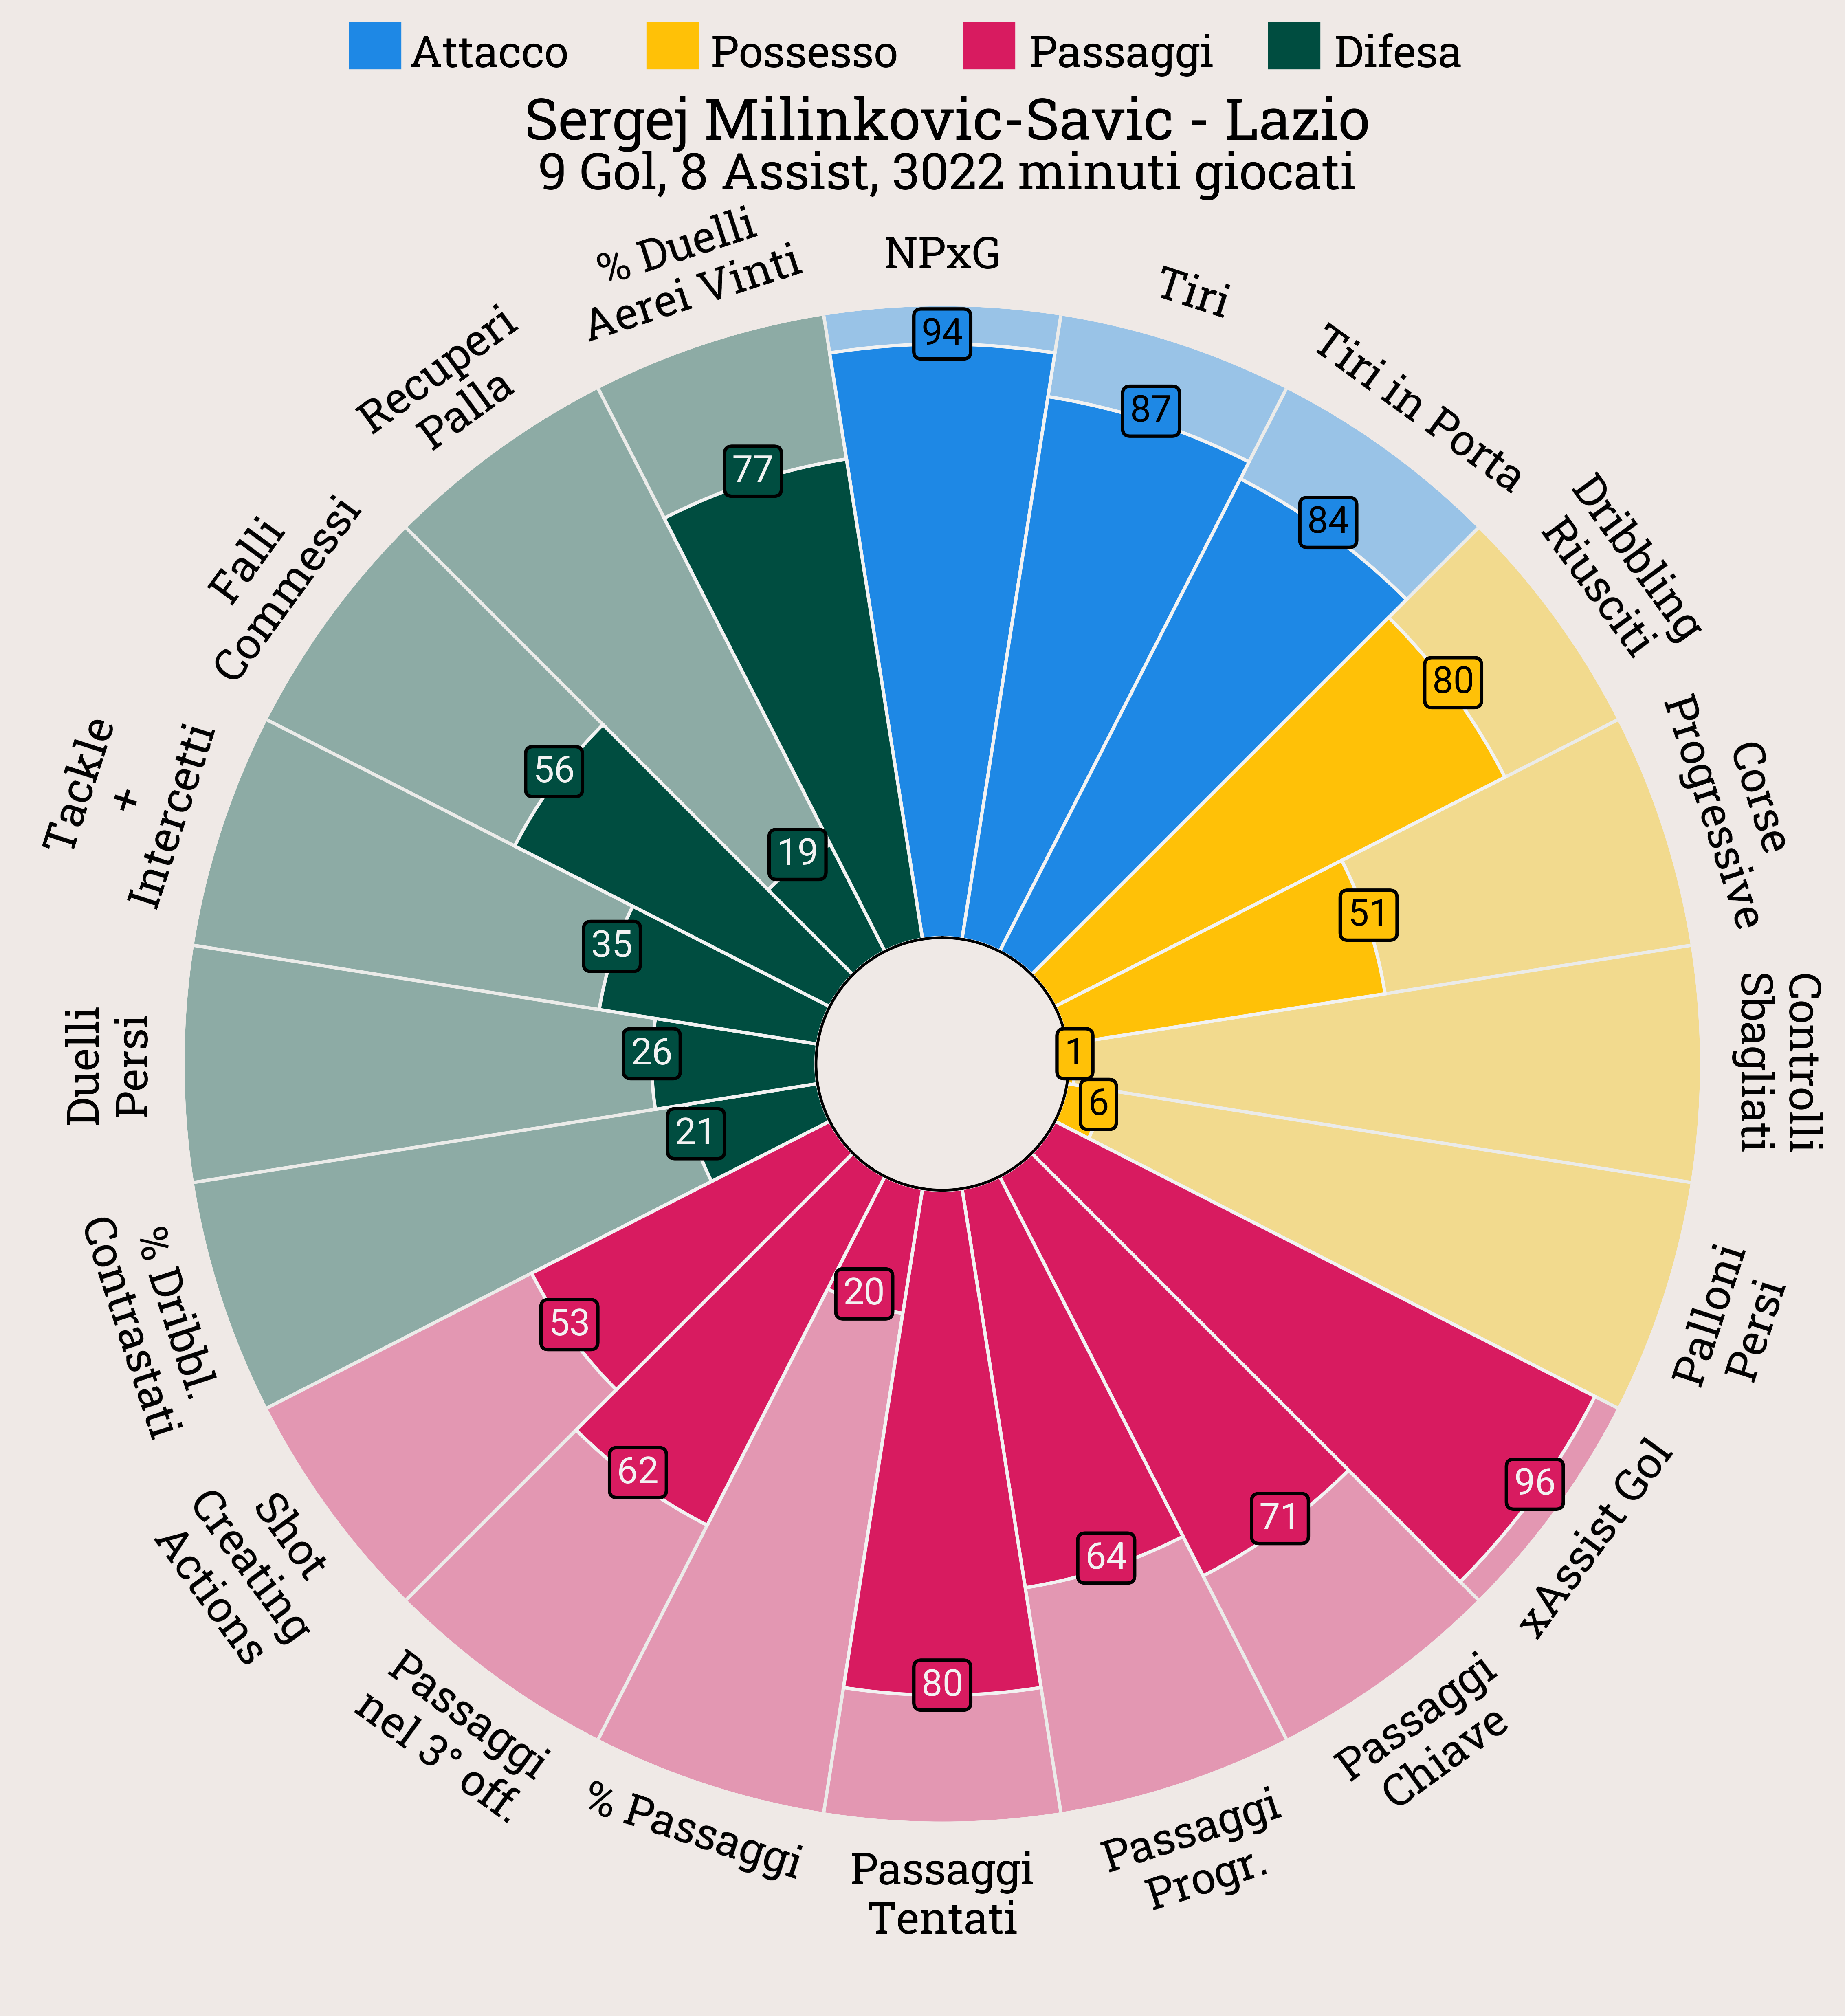 Attacco
Possesso
Passaggi
Difesa
Sergej Milinkovic-Savic - Lazio
9 Gol, 8 Assist, 3022 minuti giocati
NPxG
94
Tiri
87
Tiri in Porta
84
Dribbling
Riusciti
80
Corse
Progressive
51
Controlli
Sbagliati
1
Palloni
Persi
6
xAssist Gol
96
Passaggi
Chiave
71
Passaggi
Progr.
64
Passaggi
Tentati
80
% Passaggi
20
Passaggi
nel 3° off.
62
Shot
Creating
Actions
53
% Dribbl.
Contrastati
21
Duelli
Persi
26
Tackle
+
Intercetti
35
Falli
Commessi
56
Recuperi
Palla
19
% Duelli
Aerei Vinti
77